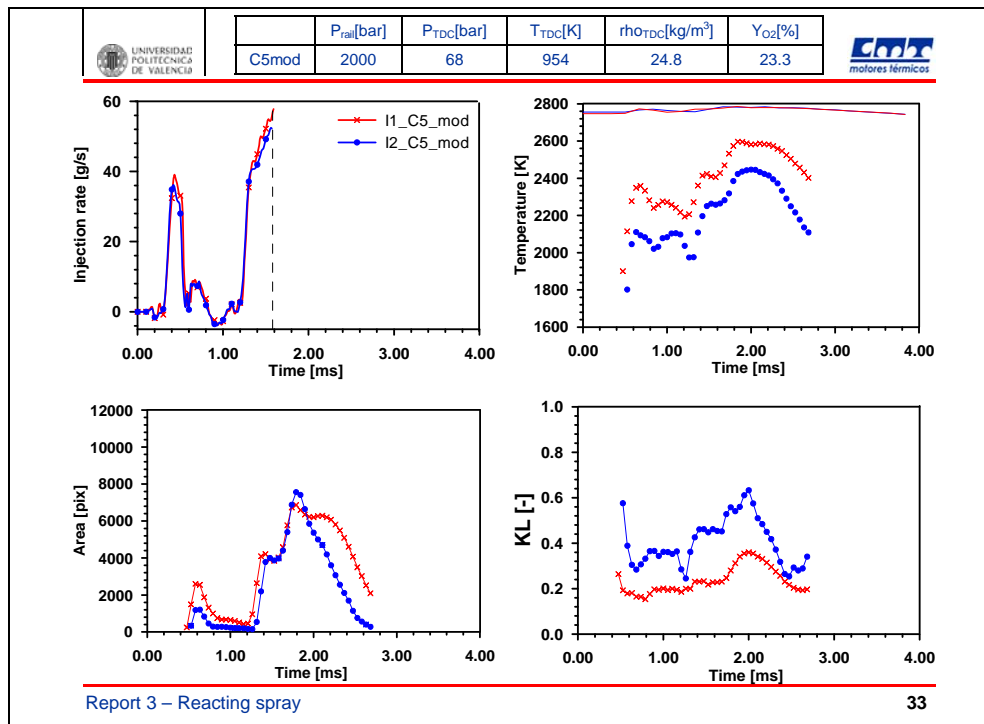 UNIVERSIDAD
POLITECNICA
DE VALENCIA
P_rail[bar] P_TDC[bar] T_TDC[K] rho_TDC[kg/m³] Y_O2[%]
C5mod 2000 68 954 24.8 23.3
CMT
motores térmicos
Injection rate [g/s]
60
40
20
0
0.00 1.00 2.00 3.00 4.00
Time [ms]
I1_C5_mod
I2_C5_mod
Temperature [K]
2800
2600
2400
2200
2000
1800
1600
0.00 1.00 2.00 3.00 4.00
Time [ms]
Area [pix]
12000
10000
8000
6000
4000
2000
0
0.00 1.00 2.00 3.00 4.00
Time [ms]
KL [-]
1.0
0.8
0.6
0.4
0.2
0.0
0.00 1.00 2.00 3.00 4.00
Time [ms]
Report 3 – Reacting spray 33